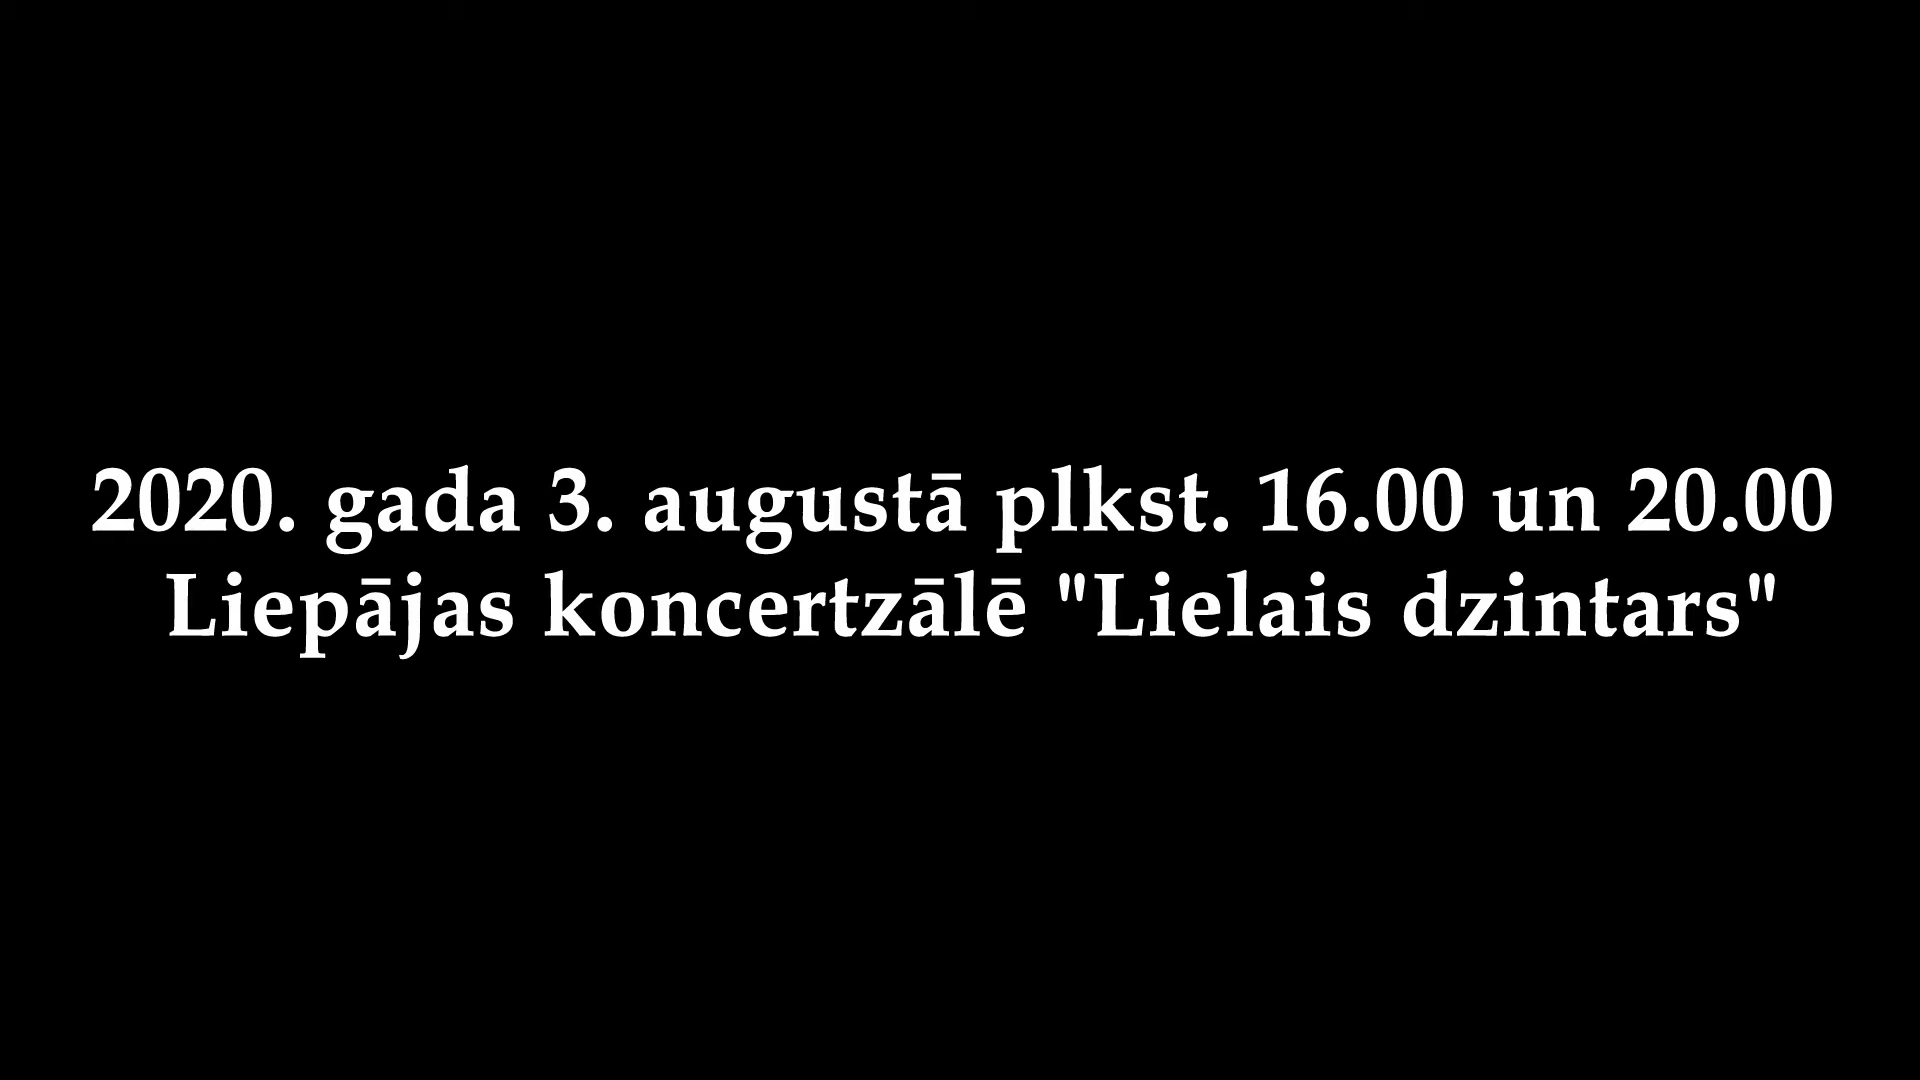 2020. gada 3. augustā plkst. 16.00 un 20.00
Liepājas koncertzālē "Lielais dzintars"